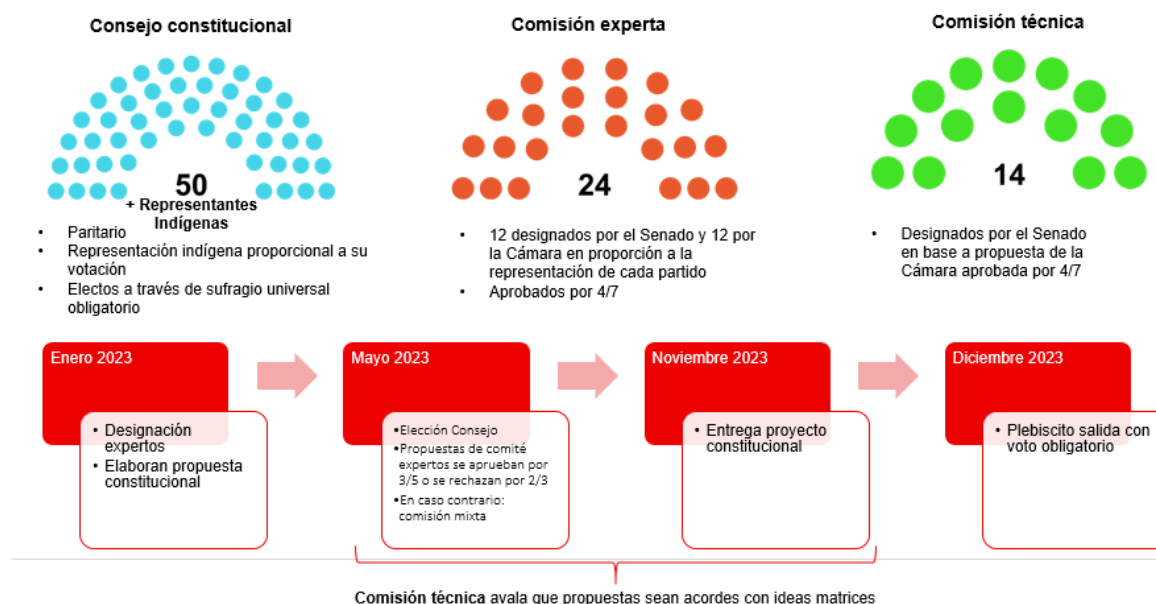 Consejo constitucional
50
+ Representantes
Indígenas
• Paritario
• Representación indígena proporcional a su
votación
• Electos a través de sufragio universal
obligatorio
Comisión experta
24
• 12 designados por el Senado y 12 por
la Cámara en proporción a la
representación de cada partido
• Aprobados por 4/7
Comisión técnica
14
• Designados por el Senado
en base a propuesta de la
Cámara aprobada por 4/7
Enero 2023
• Designación
expertos
• Elaboran propuesta
constitucional
Mayo 2023
• Elección Consejo
• Propuestas de comité
expertos se aprueban por
3/5 o se rechazan por 2/3
• En caso contrario:
comisión mixta
Noviembre 2023
• Entrega proyecto
constitucional
Diciembre 2023
• Plebiscito salida con
voto obligatorio
Comisión técnica avala que propuestas sean acordes con ideas matrices